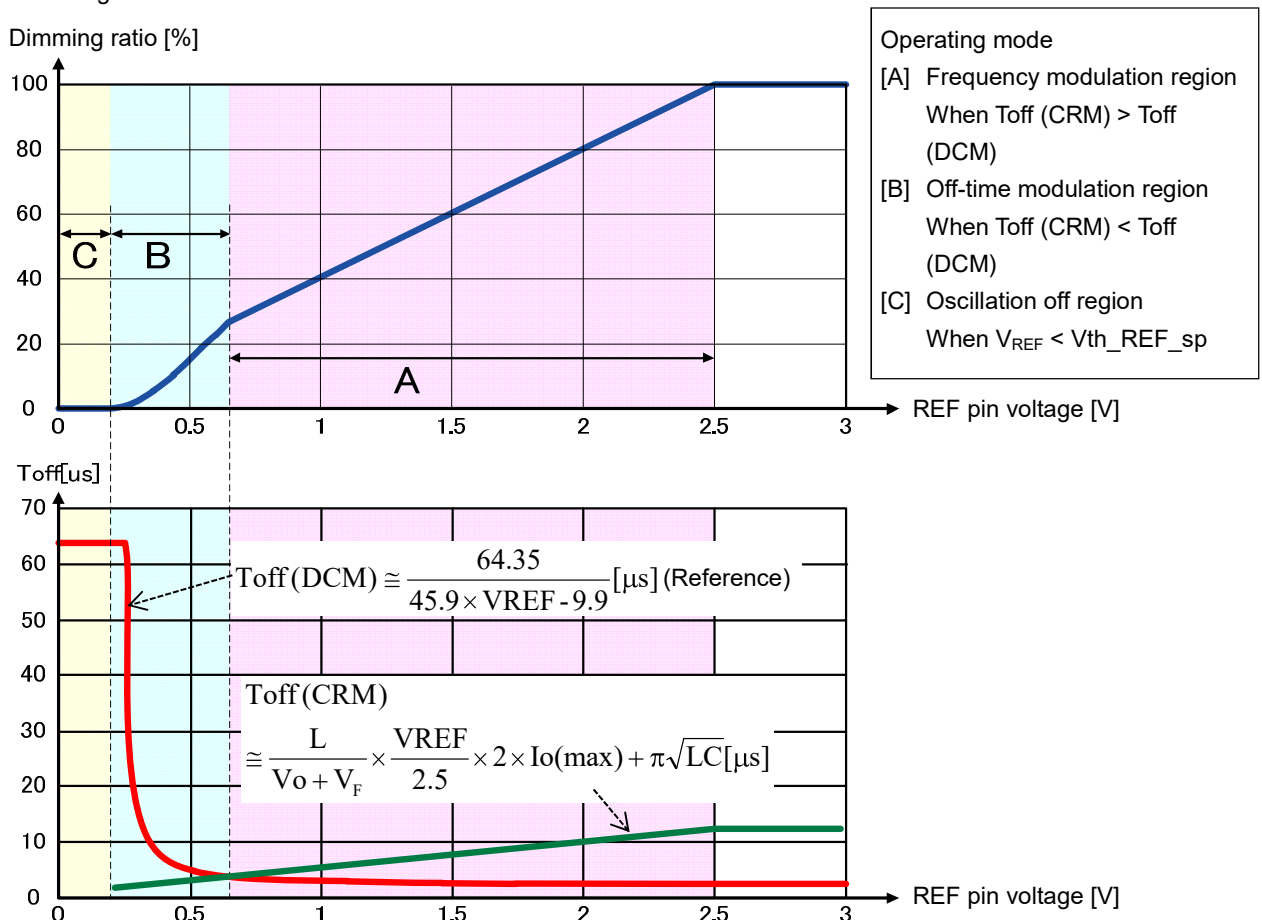 Dimming ratio [%]
100
80
60
40
20
0
C
B
A
0
0.5
1
1.5
2
2.5
3
REF pin voltage [V]
Operating mode
[A] Frequency modulation region
When Toff (CRM) > Toff
(DCM)
[B] Off-time modulation region
When Toff (CRM) < Toff
(DCM)
[C] Oscillation off region
When VREF < Vth_REF_sp
Toff[us]
70
60
50
40
30
20
10
0
Toff (DCM) ≅ 64.35 / (45.9 × VREF - 9.9) [μs] (Reference)
Toff (CRM)
≅ L / (Vo + VF) × VREF / 2.5 × 2 × Io(max) + π√LC[μs]
0
0.5
1
1.5
2
2.5
3
REF pin voltage [V]